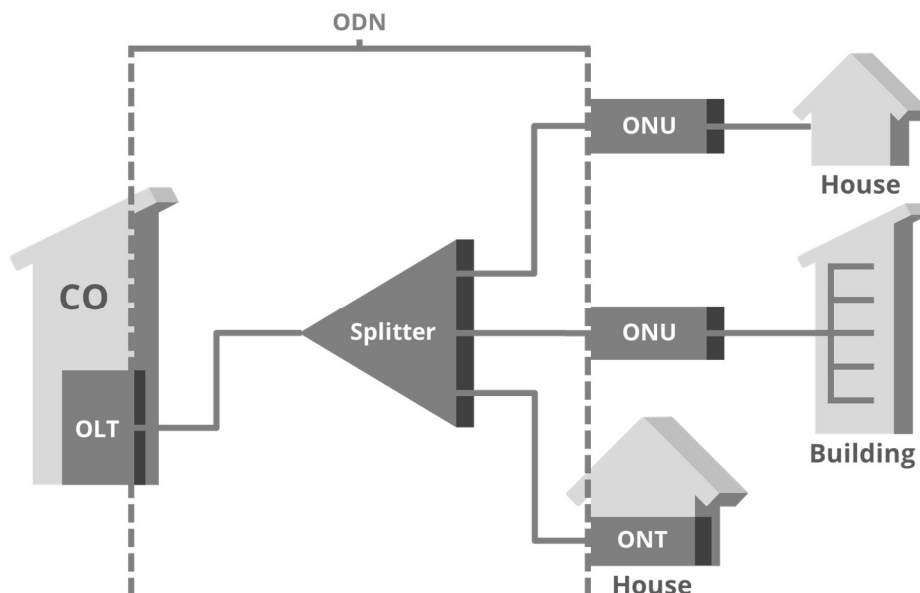 ODN
ONU
House
CO
Splitter
ONU
OLT
Building
ONT
House